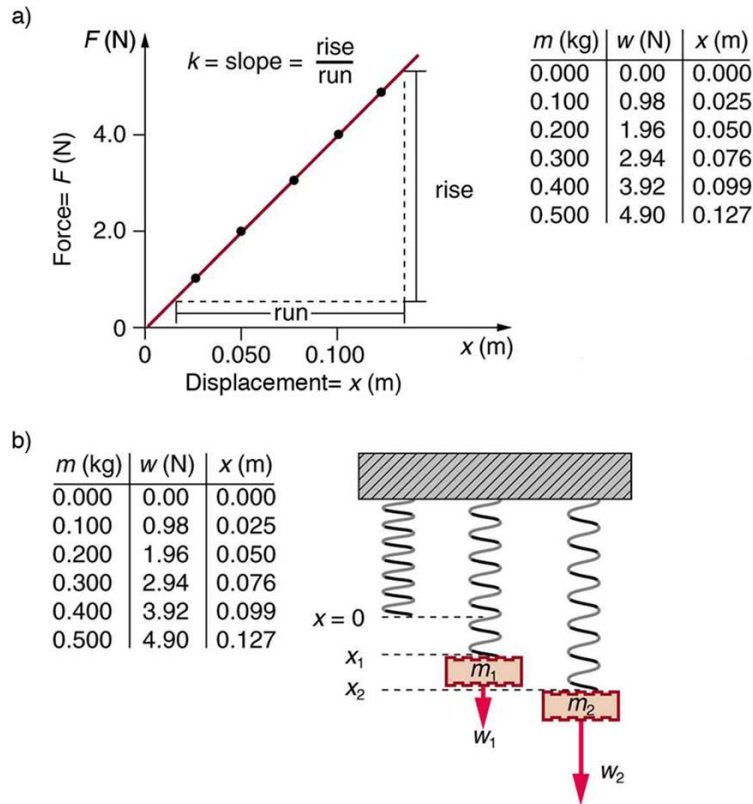 a)
F (N)
k = slope = rise/run
4.0
2.0
0
Force= F (N)
rise
run
0 0.050 0.100 x (m)
Displacement= x (m)
m (kg) w (N) x (m)
0.000 0.00 0.000
0.100 0.98 0.025
0.200 1.96 0.050
0.300 2.94 0.076
0.400 3.92 0.099
0.500 4.90 0.127
b)
m (kg) w (N) x (m)
0.000 0.00 0.000
0.100 0.98 0.025
0.200 1.96 0.050
0.300 2.94 0.076
0.400 3.92 0.099
0.500 4.90 0.127
x = 0
x₁
m₁
x₂
m₂
w₁
w₂